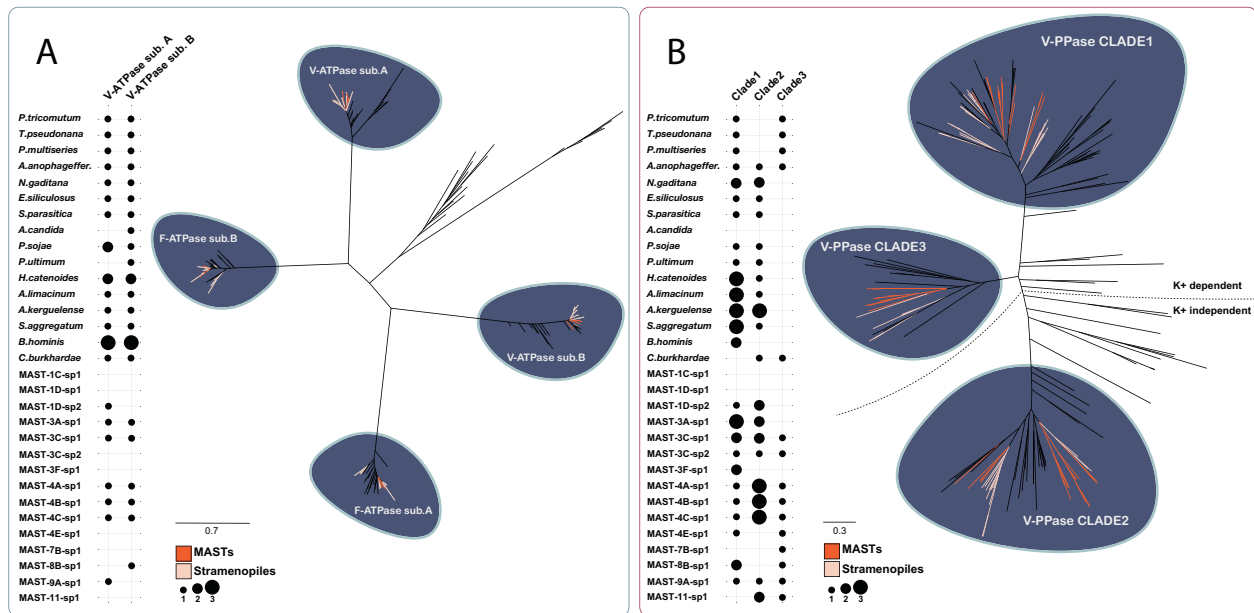 A
V-ATPase sub. A
V-ATPase sub. B
P.tricomutum
T.pseudonana
P.multiseries
A.anophageffer.
N.gaditana
E.siliculosus
S.parasitica
A.candida
P.sojae
P.ultimum
H.catenoides
A.limacinum
A.kerguelense
S.aggregatum
B.hominis
C.burkhardae
MAST-1C-sp1
MAST-1D-sp1
MAST-1D-sp2
MAST-3A-sp1
MAST-3C-sp1
MAST-3C-sp2
MAST-3F-sp1
MAST-4A-sp1
MAST-4B-sp1
MAST-4C-sp1
MAST-4E-sp1
MAST-7B-sp1
MAST-8B-sp1
MAST-9A-sp1
MAST-11-sp1
V-ATPase sub.A
F-ATPase sub.B
V-ATPase sub.B
F-ATPase sub.A
0.7
MASTs
Stramenopiles
1 2 3
B
Clade1
Clade2
Clade3
P.tricomutum
T.pseudonana
P.multiseries
A.anophageffer.
N.gaditana
E.siliculosus
S.parasitica
A.candida
P.sojae
P.ultimum
H.catenoides
A.limacinum
A.kerguelense
S.aggregatum
B.hominis
C.burkhardae
MAST-1C-sp1
MAST-1D-sp1
MAST-1D-sp2
MAST-3A-sp1
MAST-3C-sp1
MAST-3C-sp2
MAST-3F-sp1
MAST-4A-sp1
MAST-4B-sp1
MAST-4C-sp1
MAST-4E-sp1
MAST-7B-sp1
MAST-8B-sp1
MAST-9A-sp1
MAST-11-sp1
V-PPase CLADE1
V-PPase CLADE3
K+ dependent
K+ independent
V-PPase CLADE2
0.3
MASTs
Stramenopiles
1 2 3